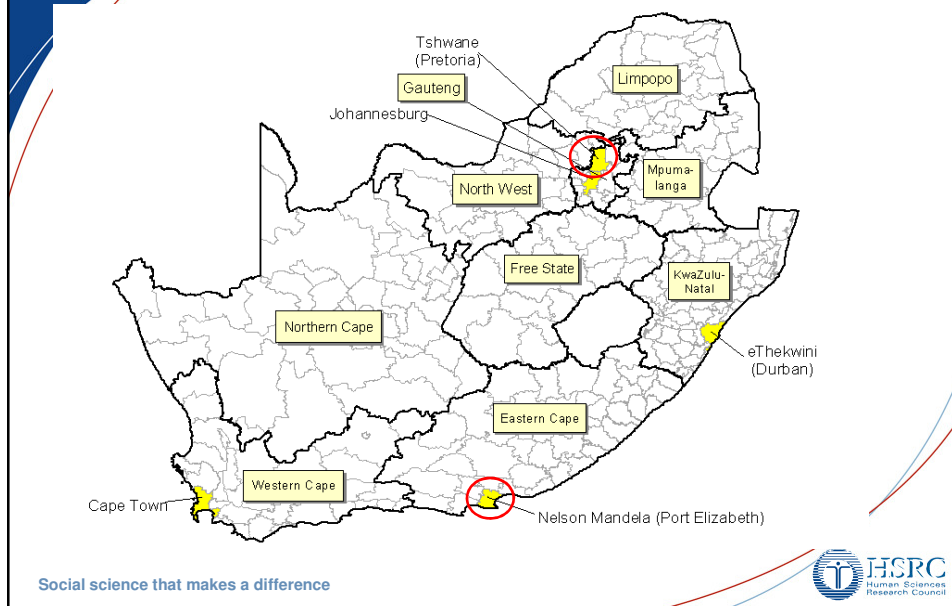 Tshwane
(Pretoria)
Limpopo
Gauteng
Johannesburg
Mpuma-
langa
North West
Free State
KwaZulu-
Natal
Northern Cape
eThekwini
(Durban)
Eastern Cape
Western Cape
Cape Town
Nelson Mandela (Port Elizabeth)
Social science that makes a difference
HSRC
Human Sciences
Research Council